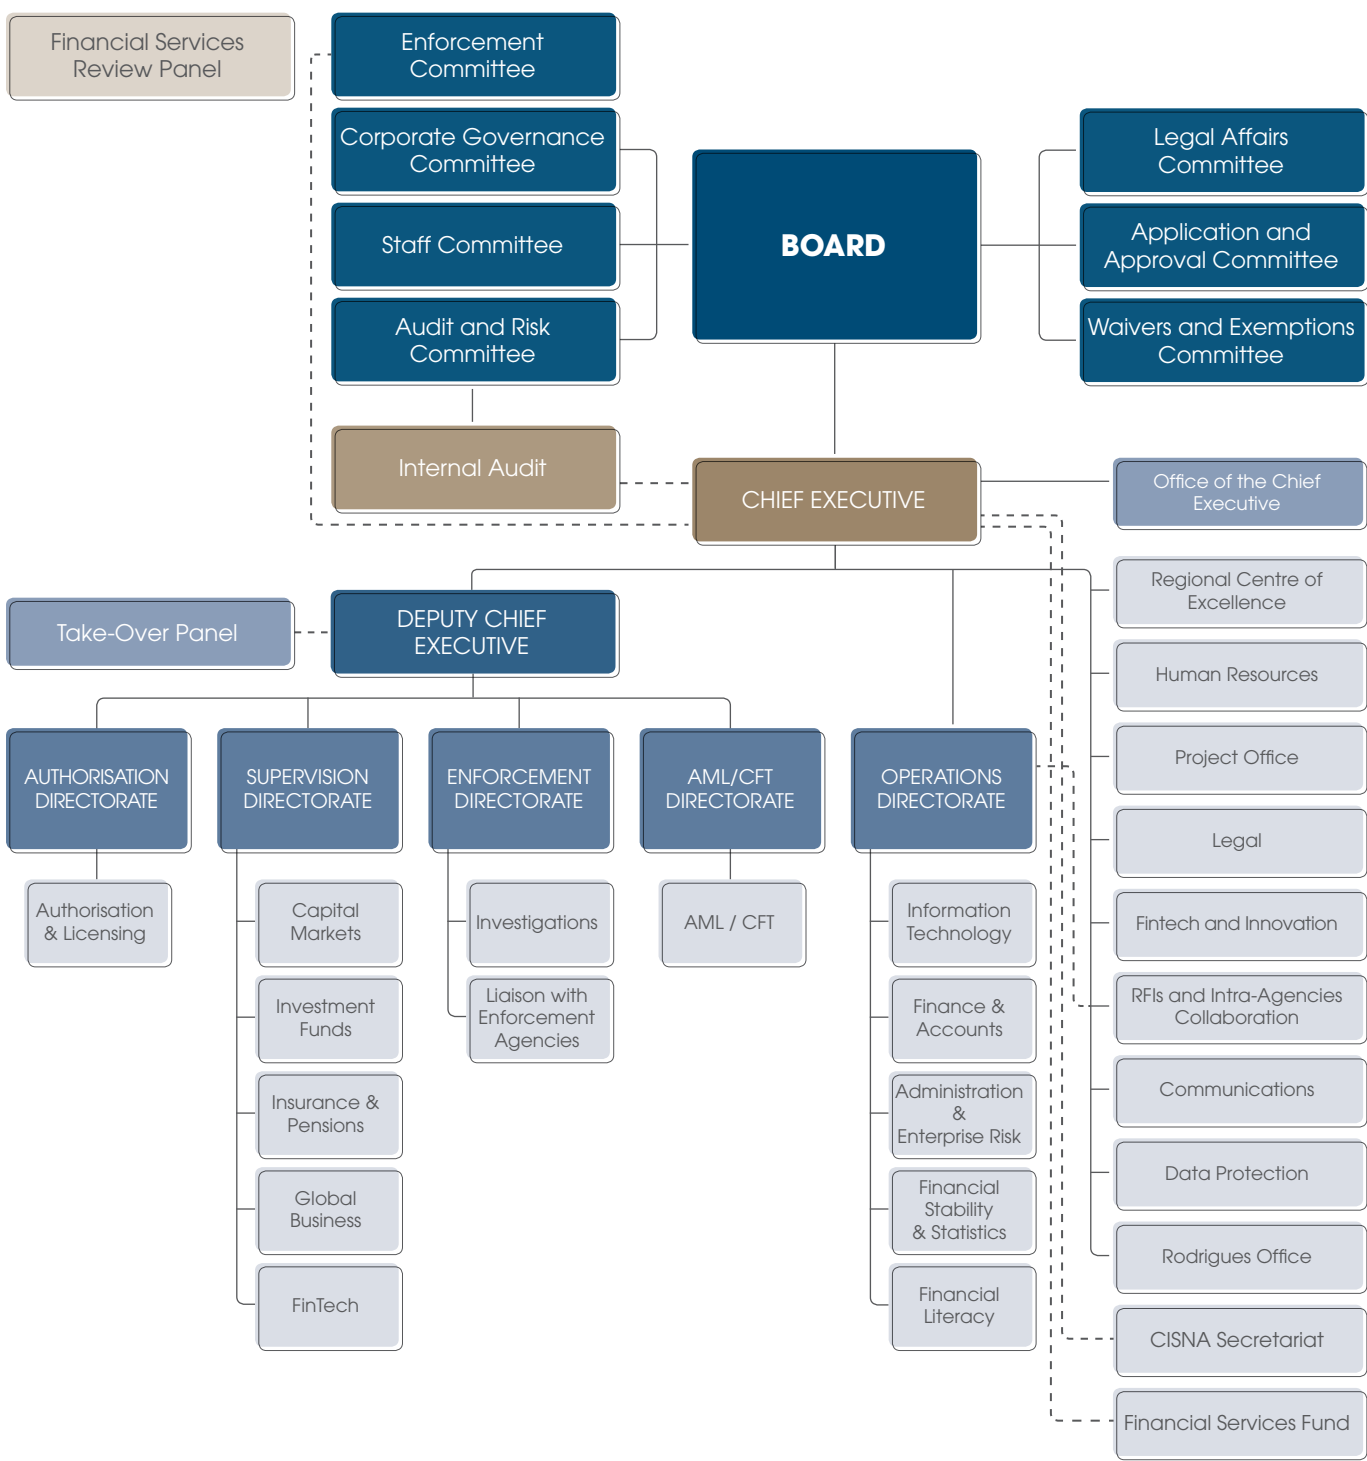 Financial Services
Review Panel
Enforcement
Committee
Corporate Governance
Committee
Staff Committee
Audit and Risk
Committee
Internal Audit
BOARD
Legal Affairs
Committee
Application and
Approval Committee
Waivers and Exemptions
Committee
CHIEF EXECUTIVE
Office of the Chief
Executive
Take-Over Panel
DEPUTY CHIEF
EXECUTIVE
AUTHORISATION
DIRECTORATE
Authorisation
& Licensing
SUPERVISION
DIRECTORATE
Capital
Markets
Investment
Funds
Insurance &
Pensions
Global
Business
FinTech
ENFORCEMENT
DIRECTORATE
Investigations
Liaison with
Enforcement
Agencies
AML/CFT
DIRECTORATE
AML / CFT
OPERATIONS
DIRECTORATE
Information
Technology
Finance &
Accounts
Administration
&
Enterprise Risk
Financial
Stability
& Statistics
Financial
Literacy
Regional Centre of
Excellence
Human Resources
Project Office
Legal
Fintech and Innovation
RFIs and Intra-Agencies
Collaboration
Communications
Data Protection
Rodrigues Office
CISNA Secretariat
Financial Services Fund